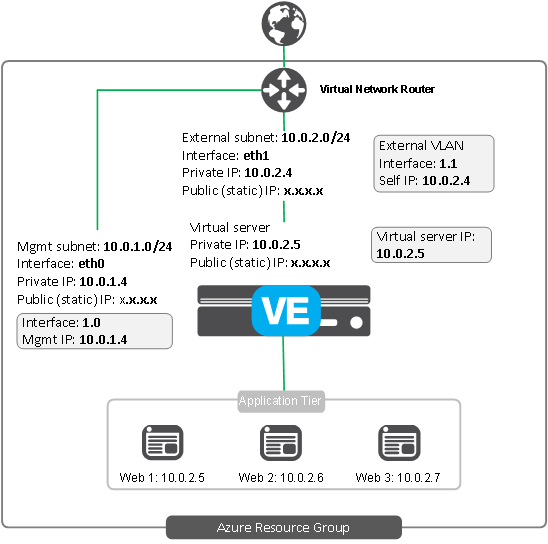 Virtual Network Router
External subnet: 10.0.2.0/24
Interface: eth1
Private IP: 10.0.2.4
Public (static) IP: x.x.x.x
External VLAN
Interface: 1.1
Self IP: 10.0.2.4
Virtual server
Private IP: 10.0.2.5
Public (static) IP: x.x.x.x
Virtual server IP:
10.0.2.5
Mgmt subnet: 10.0.1.0/24
Interface: eth0
Private IP: 10.0.1.4
Public (static) IP: x.x.x.x
Interface: 1.0
Mgmt IP: 10.0.1.4
VE
Application Tier
Web 1: 10.0.2.5
Web 2: 10.0.2.6
Web 3: 10.0.2.7
Azure Resource Group